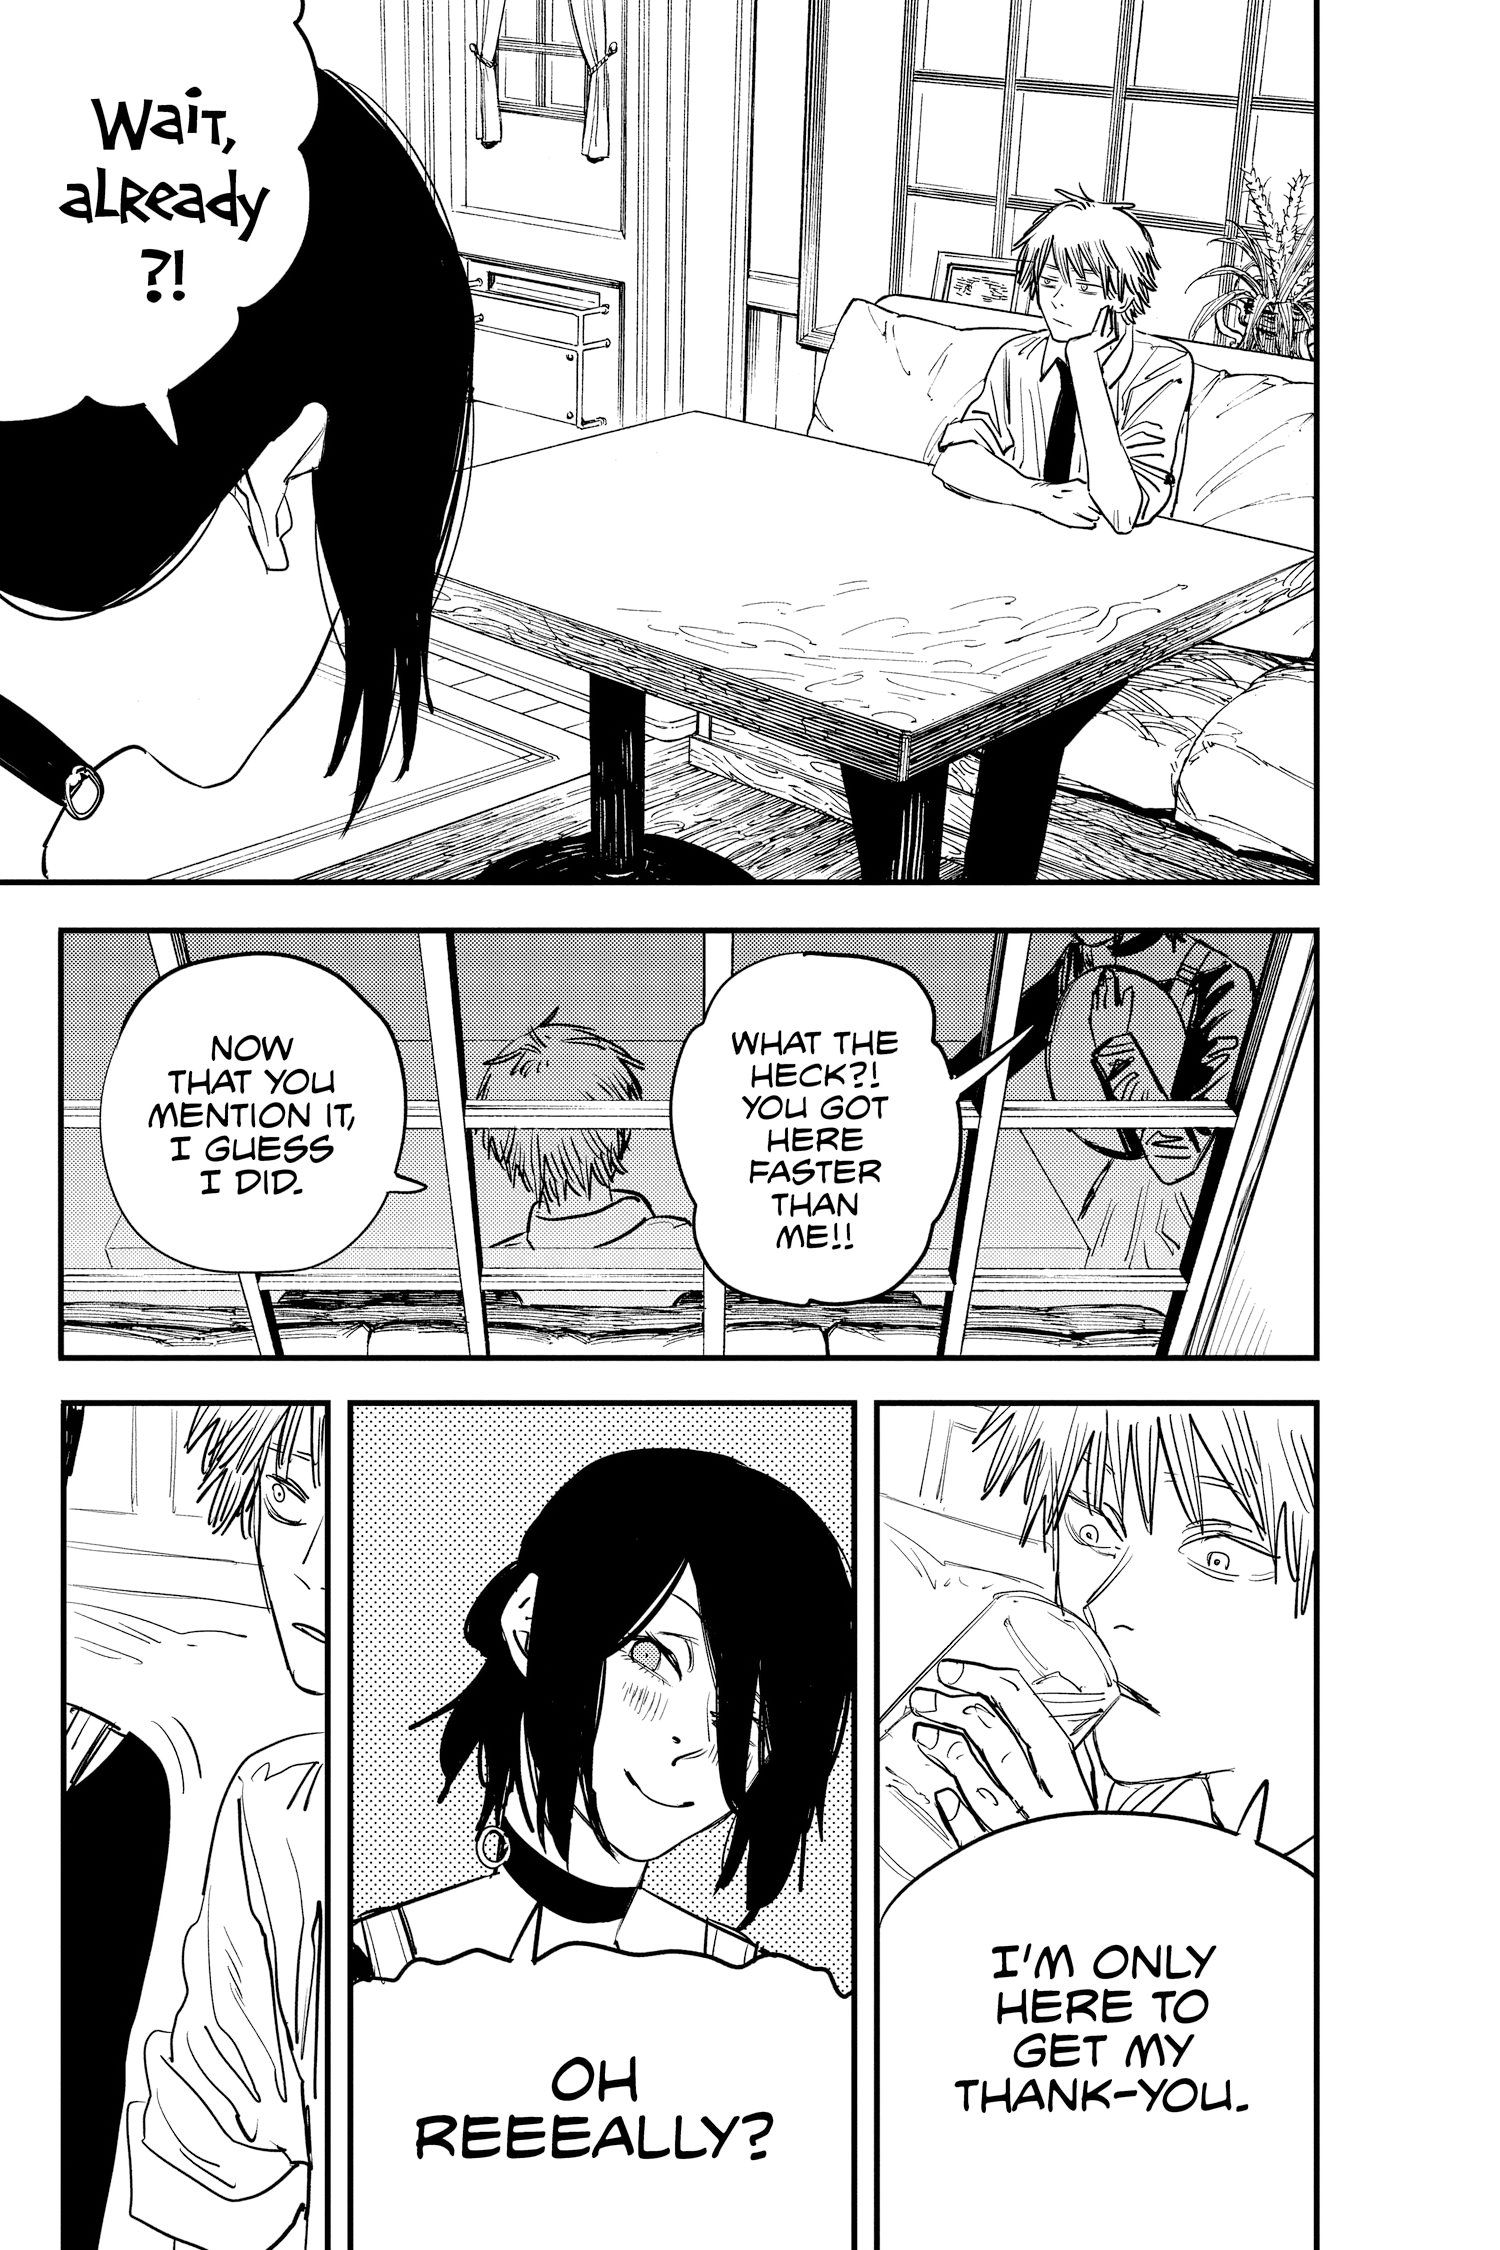 Wait,
already
?!
WHAT THE
HECK?!
YOU GOT
HERE
FASTER
THAN
ME!!
NOW
THAT YOU
MENTION IT,
I GUESS
I DID.
I'M ONLY
HERE TO
GET MY
THANK-YOU.
OH
REEEALLY?